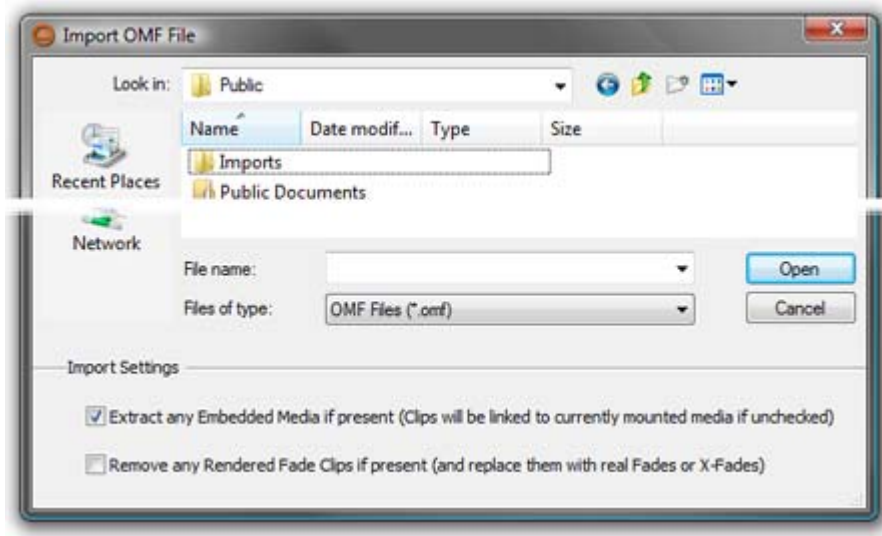 Import OMF File
Look in: Public
Name Date modif... Type Size
Imports
Recent Places
Public Documents
Network
File name: Open
Files of type: OMF Files (*.omf) Cancel
Import Settings
Extract any Embedded Media if present (Clips will be linked to currently mounted media if unchecked)
Remove any Rendered Fade Clips if present (and replace them with real Fades or X-Fades)